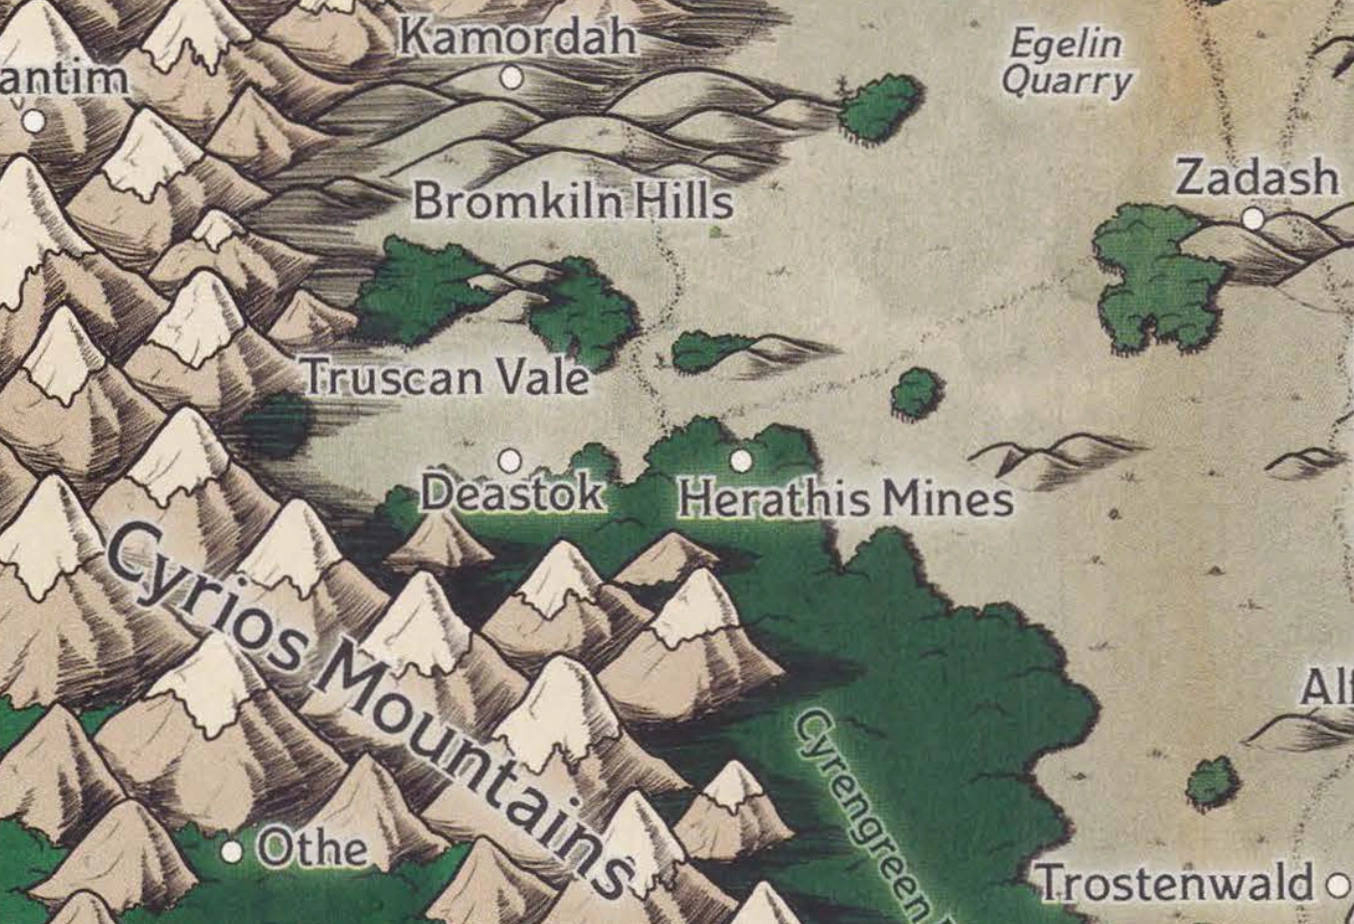 Kamordah
Egelin
Quarry
antim
Zadash
Bromkiln Hills
Truscan Vale
Deastok
Herathis Mines
Cyrios Mountains
Cyrengreen
Othe
Trostenwald